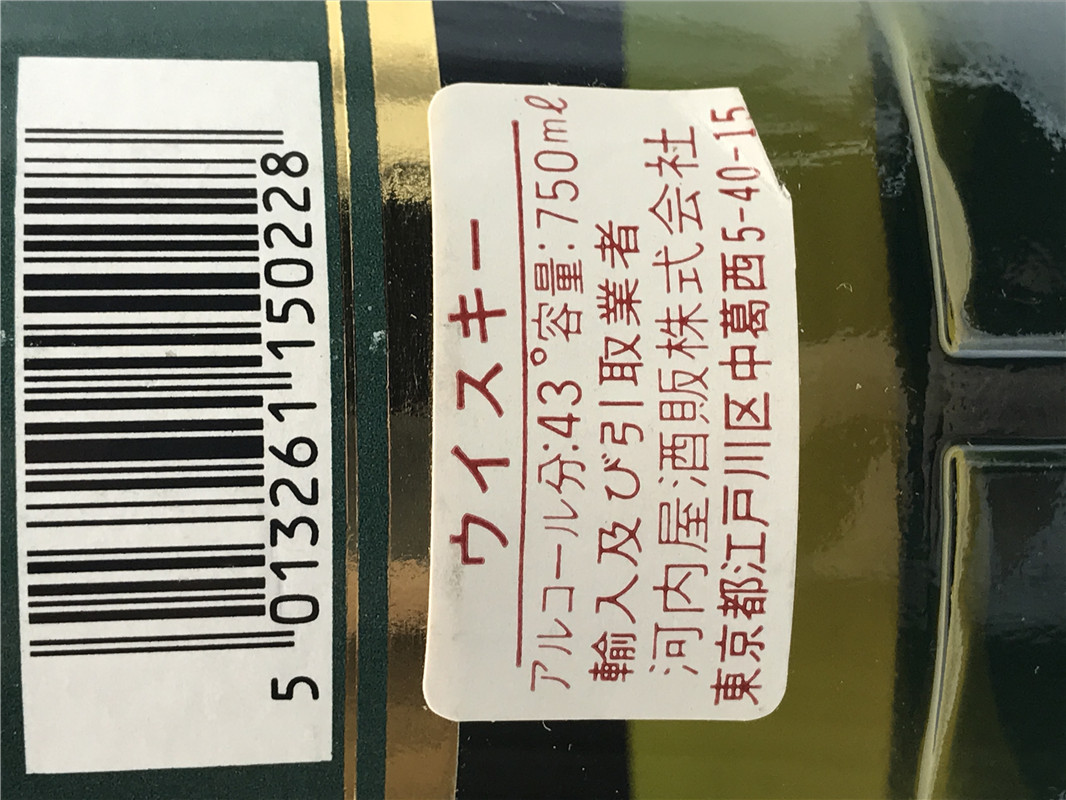 5 013261 150228
ウイスキー
アルコール分:43°容量:750ml
輸入及び引取業者
河内屋酒販株式会社
東京都江戸川区中葛西5-40-15